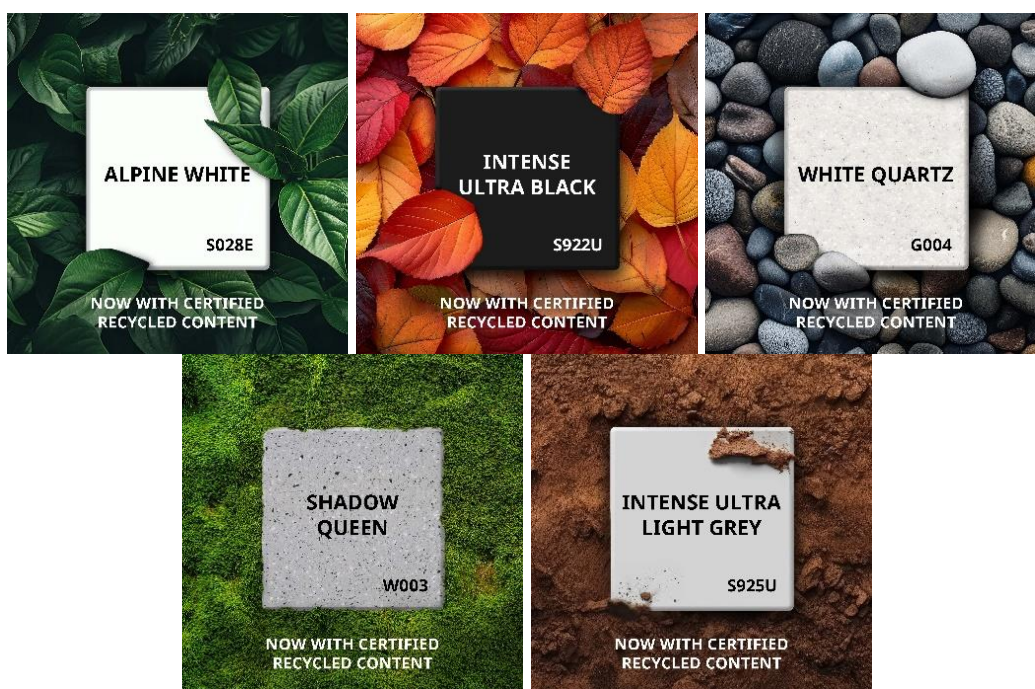 ALPINE WHITE
S028E
NOW WITH CERTIFIED
RECYCLED CONTENT
INTENSE
ULTRA BLACK
S922U
NOW WITH CERTIFIED
RECYCLED CONTENT
WHITE QUARTZ
G004
NOW WITH CERTIFIED
RECYCLED CONTENT
SHADOW
QUEEN
W003
NOW WITH CERTIFIED
RECYCLED CONTENT
INTENSE ULTRA
LIGHT GREY
S925U
NOW WITH CERTIFIED
RECYCLED CONTENT